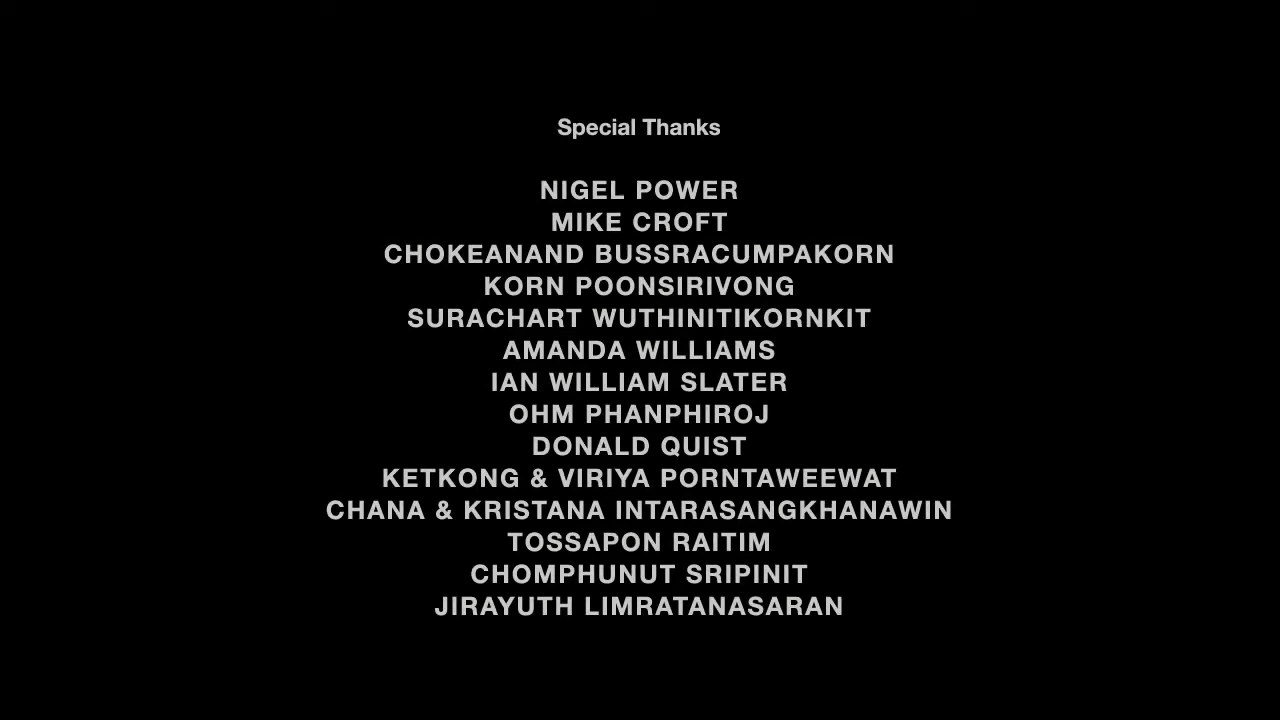 Special Thanks
NIGEL POWER
MIKE CROFT
CHOKEANAND BUSSRACUMPAKORN
KORN POONSIRIVONG
SURACHART WUTHINITIKORNKIT
AMANDA WILLIAMS
IAN WILLIAM SLATER
OHM PHANPHIROJ
DONALD QUIST
KETKONG & VIRIYA PORNTAWEEWAT
CHANA & KRISTANA INTARASANGKHANAWIN
TOSSAPON RAITIM
CHOMPHUNUT SRIPINIT
JIRAYUTH LIMRATANASARAN